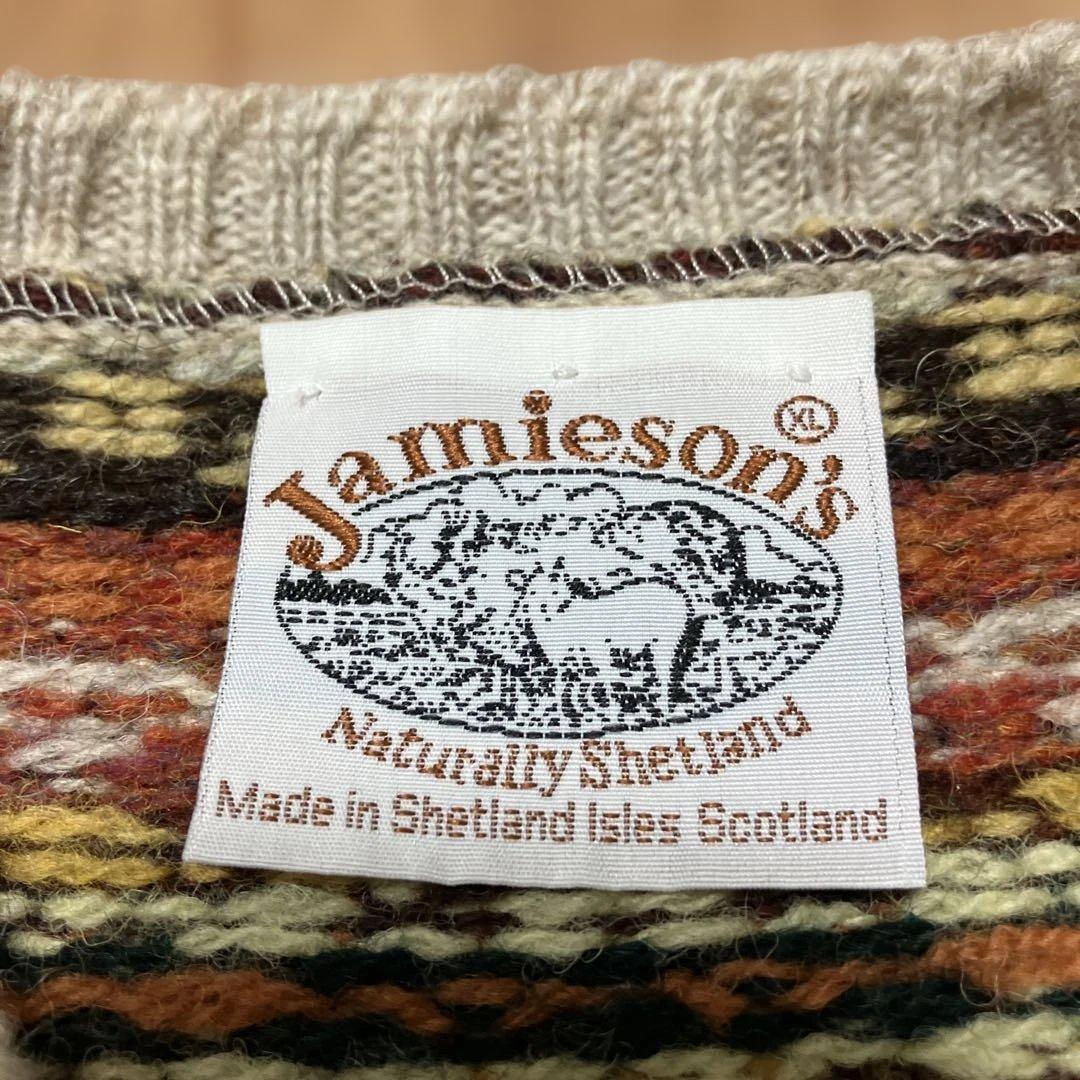 Jamieson's
XL
Naturally Shetland
Made in Shetland Isles Scotland